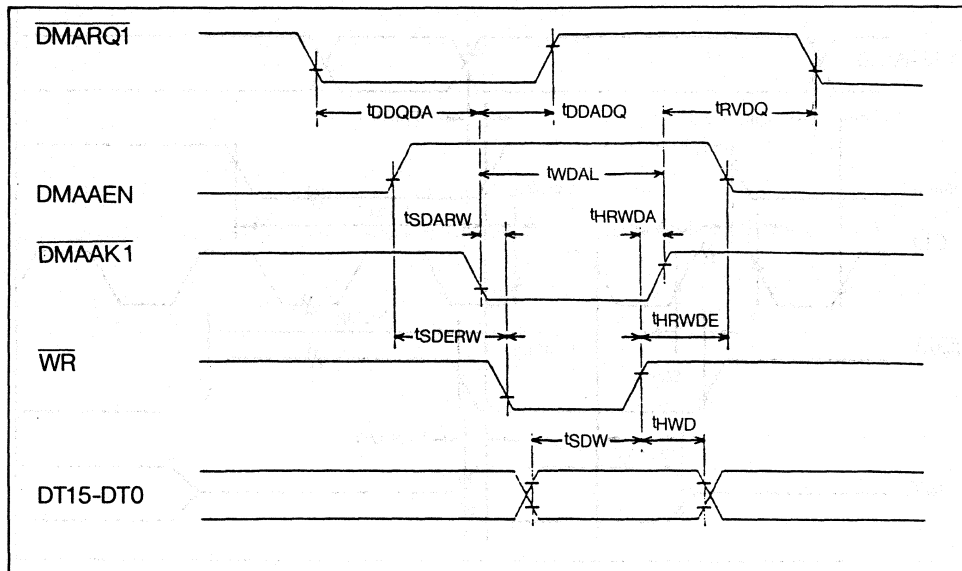 DMARQ1
tDDQDA
tDDADQ
tRVDQ
DMAAEN
tWDAL
tSDARW
tHRWDA
DMAAK1
tSDERW
tHRWDE
WR
tSDW
tHWD
DT15-DT0